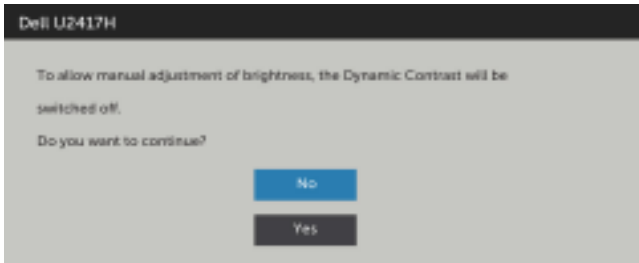 Dell U2417H
To allow manual adjustment of brightness, the Dynamic Contrast will be
switched off.
Do you want to continue?
No
Yes